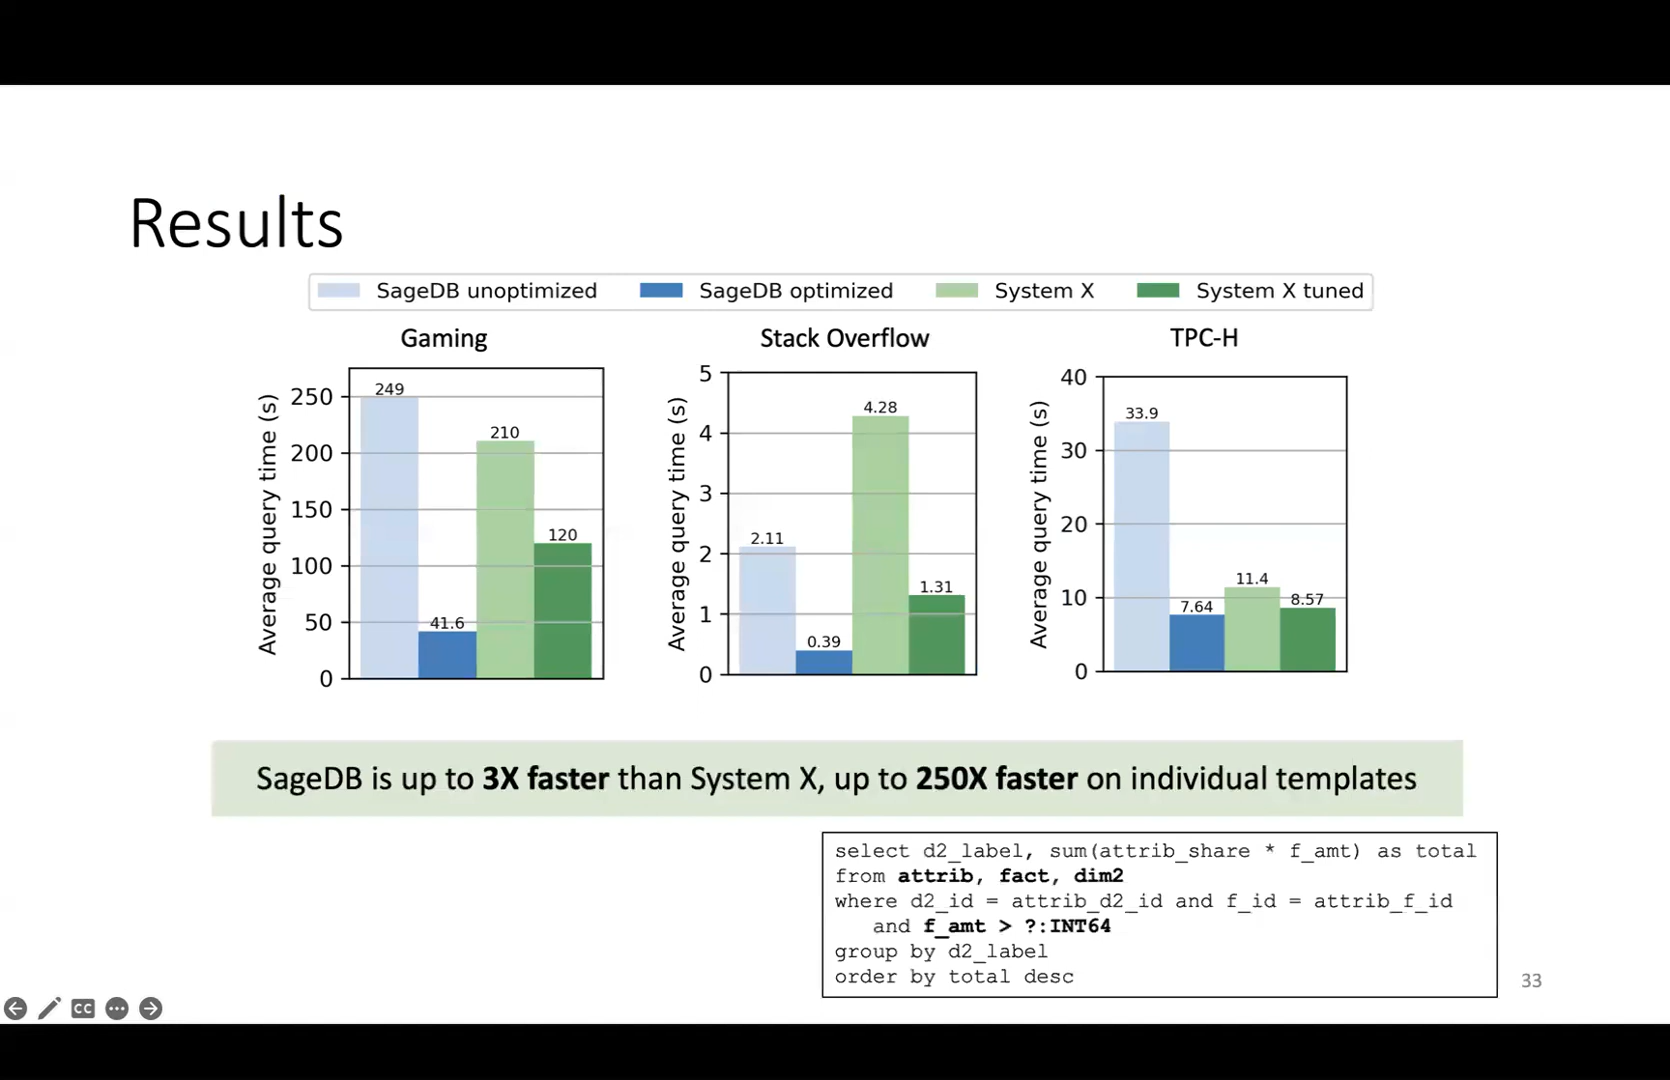 Results
SageDB unoptimized SageDB optimized System X System X tuned
Gaming
Average query time (s)
250
200
150
100
50
0
249
41.6
210
120
Stack Overflow
Average query time (s)
5
4
3
2
1
0
2.11
0.39
4.28
1.31
TPC-H
Average query time (s)
40
30
20
10
0
33.9
7.64
11.4
8.57
SageDB is up to 3X faster than System X, up to 250X faster on individual templates
select d2_label, sum(attrib_share * f_amt) as total
from attrib, fact, dim2
where d2_id = attrib_d2_id and f_id = attrib_f_id
and f_amt > ?:INT64
group by d2_label
order by total desc
33
CC